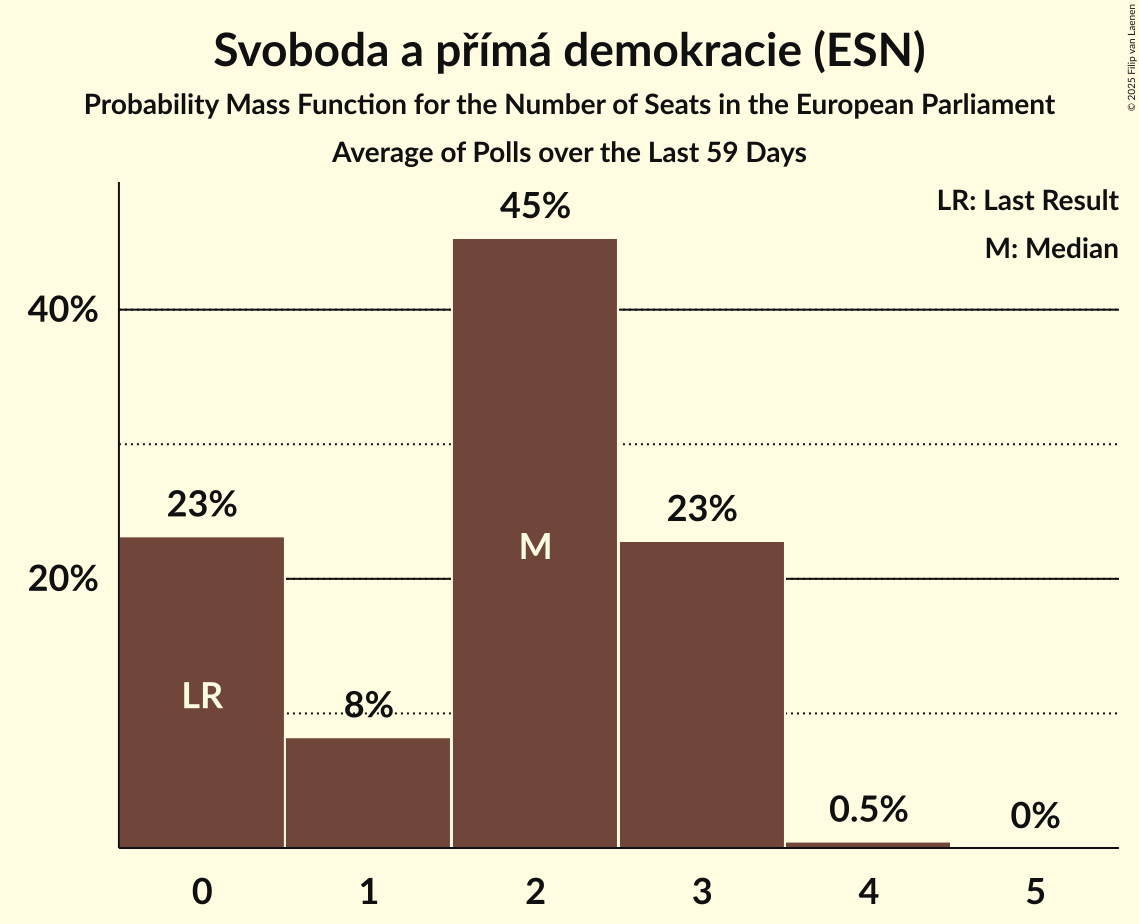 Svoboda a přímá demokracie (ESN)
Probability Mass Function for the Number of Seats in the European Parliament
Average of Polls over the Last 59 Days
© 2025 Filip van Laenen
LR: Last Result
M: Median
45%
40%
23%
23%
M
20%
LR
8%
0.5%
0%
0 1 2 3 4 5